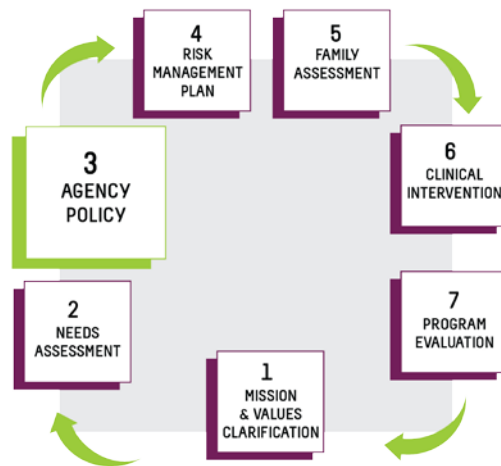 4
RISK
MANAGEMENT
PLAN
5
FAMILY
ASSESSMENT
3
AGENCY
POLICY
6
CLINICAL
INTERVENTION
2
NEEDS
ASSESSMENT
7
PROGRAM
EVALUATION
1
MISSION
& VALUES
CLARIFICATION